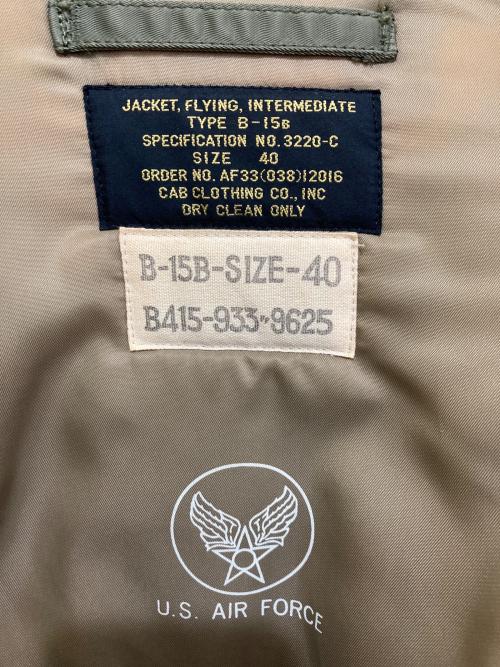 JACKET, FLYING, INTERMEDIATE
TYPE B-15B
SPECIFICATION NO. 3220-C
SIZE 40
ORDER NO. AF33(038)12016
CAB CLOTHING CO., INC
DRY CLEAN ONLY
B-15B-SIZE-40
B415-933-9625
U.S. AIR FORCE